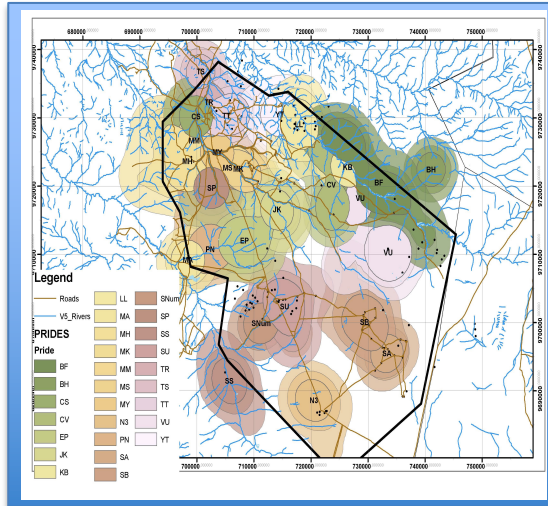 680000 690000 700000 710000 720000 730000 740000 750000
9740000 9740000
TS
TR
CS TT YT LL
9730000
MM
MY
MH MS MK KB BH
BF
SP
9720000
CV VU
JK
EP
PN
VU
MA
9710000
SU
SNum SB
9700000
SA
SS
N3
9690000
Legend
Roads
V5_Rivers
PRIDES
Pride
BF
BH
CS
CV
EP
JK
KB
LL
MA
MH
MK
MM
MS
MY
N3
PN
SA
SB
SNum
SP
SS
SU
TR
TS
TT
VU
YT
700000 710000 720000 730000 740000 750000